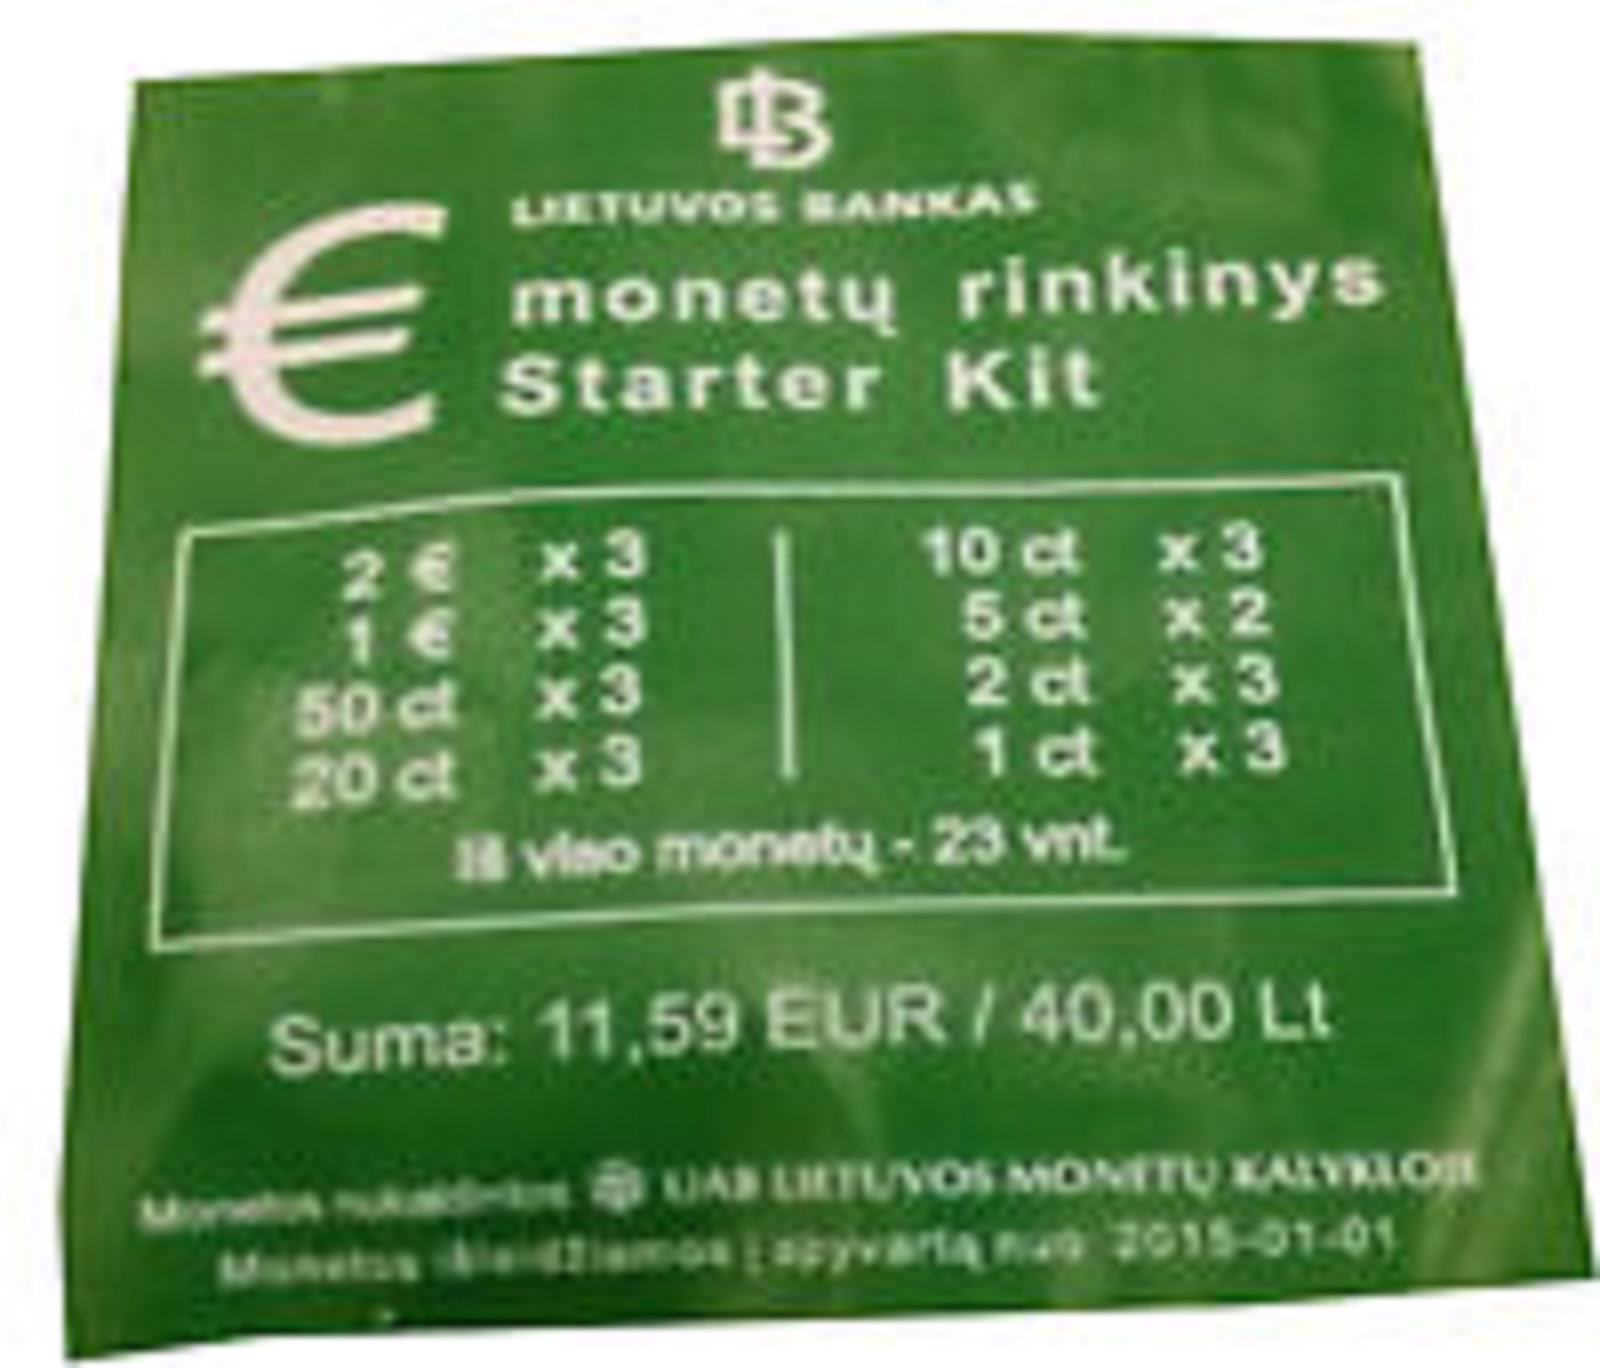 LB
LIETUVOS BANKAS
€ monetų rinkinys
Starter Kit
2 € x 3
1 € x 3
50 ct x 3
20 ct x 3
10 ct x 3
5 ct x 2
2 ct x 3
1 ct x 3
Iš viso monetų - 23 vnt.
Suma: 11,59 EUR / 40,00 Lt
Monetos nukaldintos UAB LIETUVOS MONETŲ KALYKLOJE
Monetos išleidžiamos į apyvartą nuo 2015-01-01